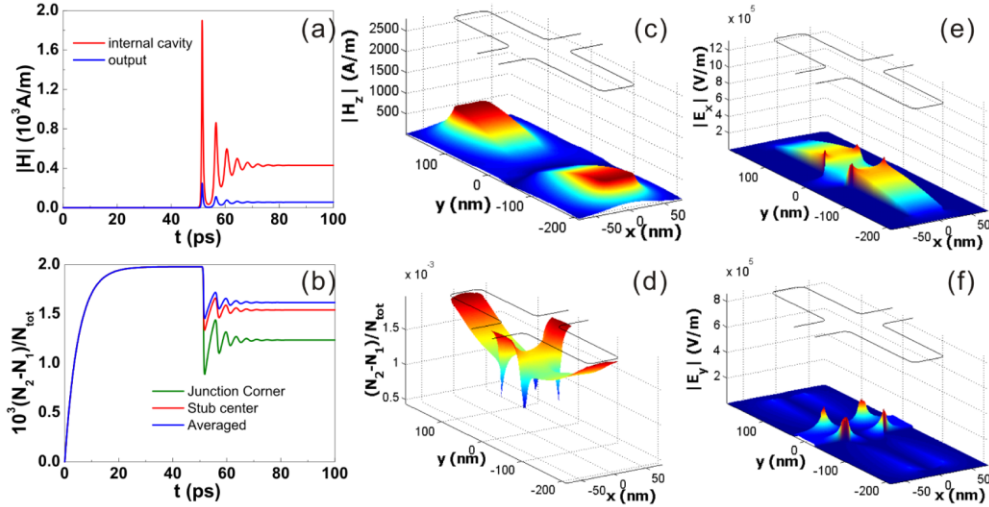 (a)
2.0
1.6
1.2
0.8
0.4
0.0
|H| (10³A/m)
internal cavity
output
0 20 40 60 80 100
t (ps)
(b)
2.0
1.5
1.0
0.5
0.0
10³(N₂-N₁)/Nₜₒₜ
Junction Corner
Stub center
Averaged
0 20 40 60 80 100
t (ps)
(c)
2500
2000
1500
1000
500
|H_z| (A/m)
100
0
-100
-200
y (nm)
-50
0
50
x (nm)
(d)
x 10⁻³
1.5
1
0.5
(N₂-N₁)/Nₜₒₜ
100
0
-100
-200
y (nm)
-50
0
50
x (nm)
(e)
x 10⁵
12
10
8
6
4
2
|Eₓ| (V/m)
100
0
-100
-200
y (nm)
-50
0
50
x (nm)
(f)
x 10⁵
8
6
4
2
|E_y| (V/m)
100
0
-100
-200
y (nm)
-50
0
50
x (nm)